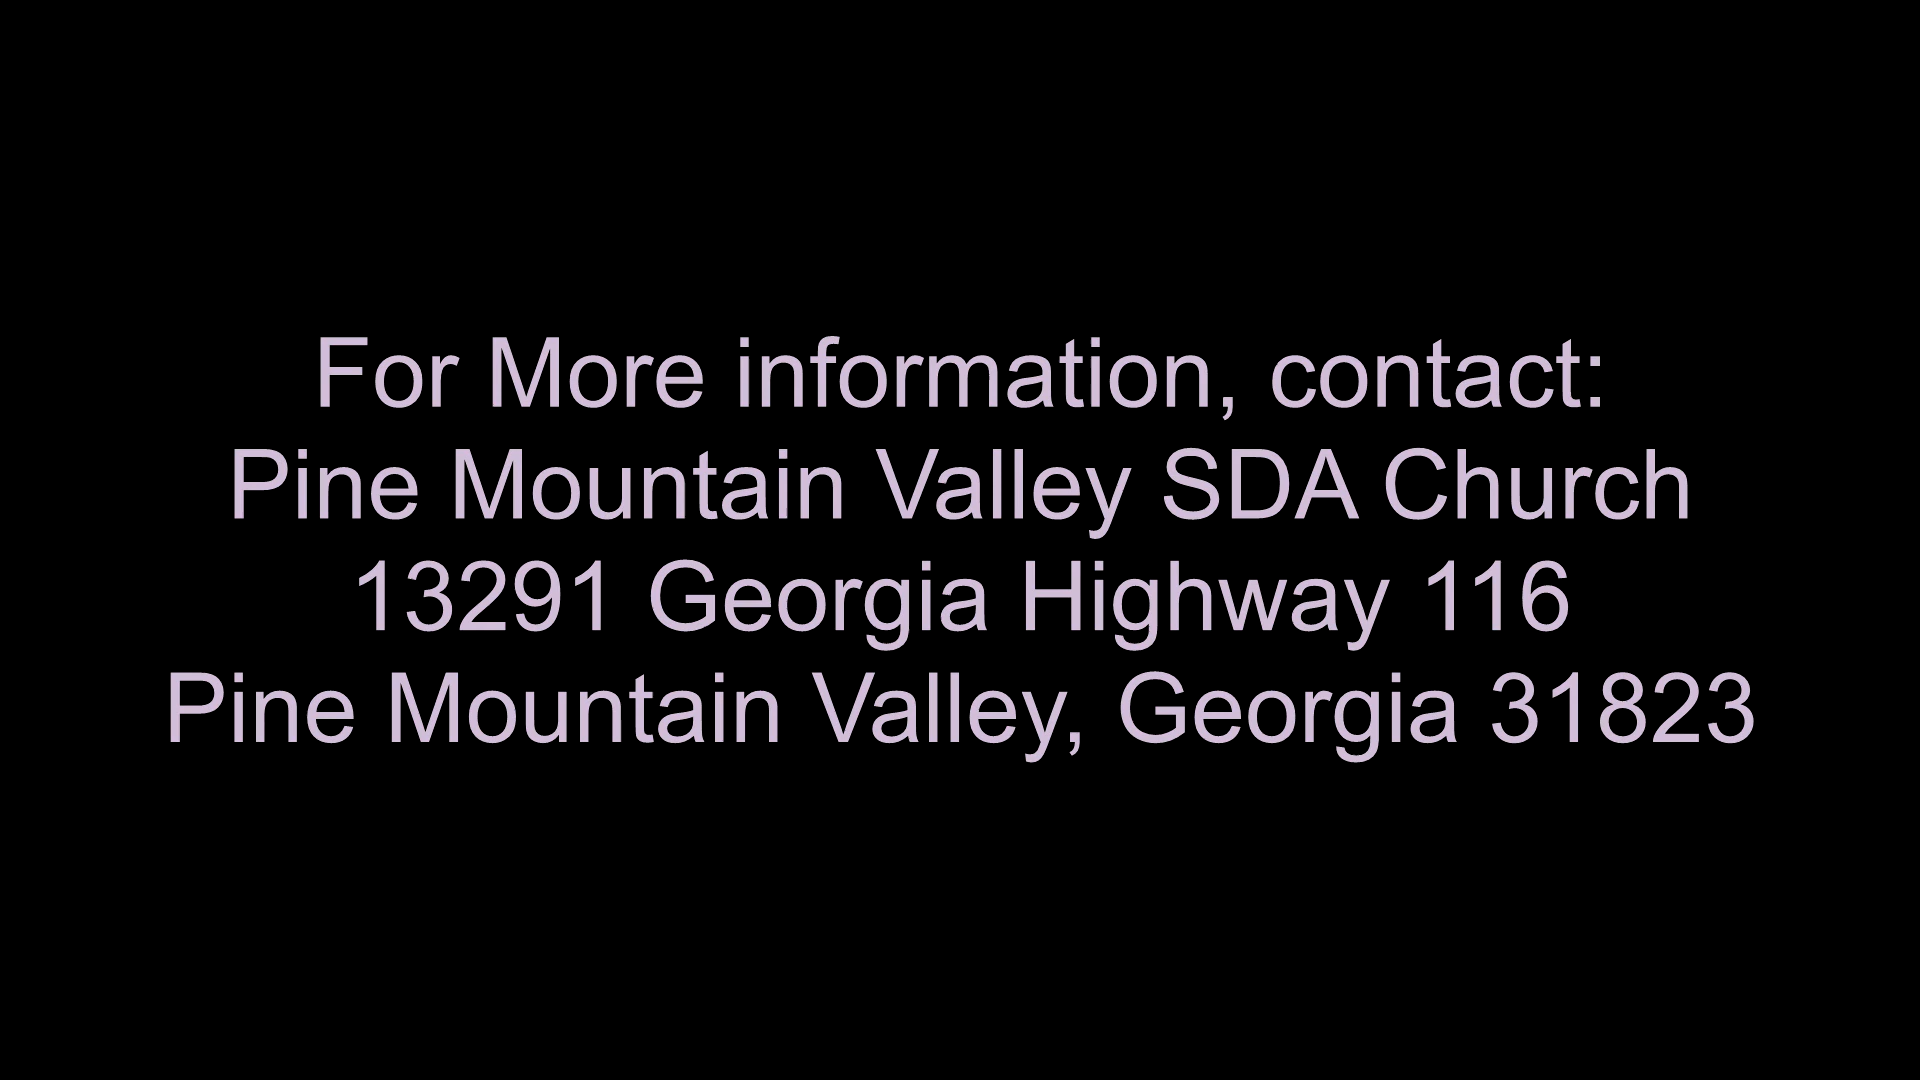 For More information, contact:
Pine Mountain Valley SDA Church
13291 Georgia Highway 116
Pine Mountain Valley, Georgia 31823